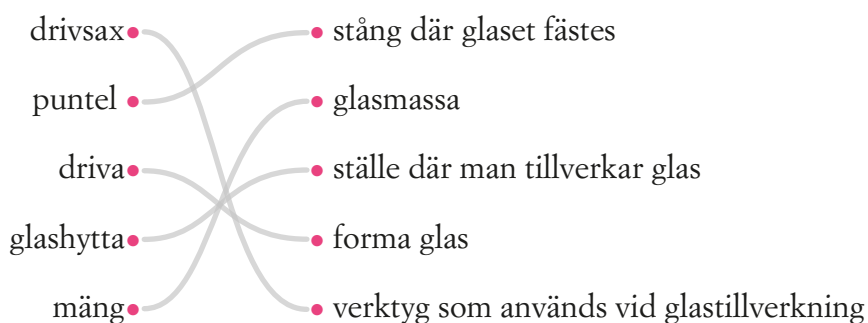 drivsax
stång där glaset fästes
puntel
glasmassa
driva
ställe där man tillverkar glas
glashytta
forma glas
mäng
verktyg som används vid glastillverkning